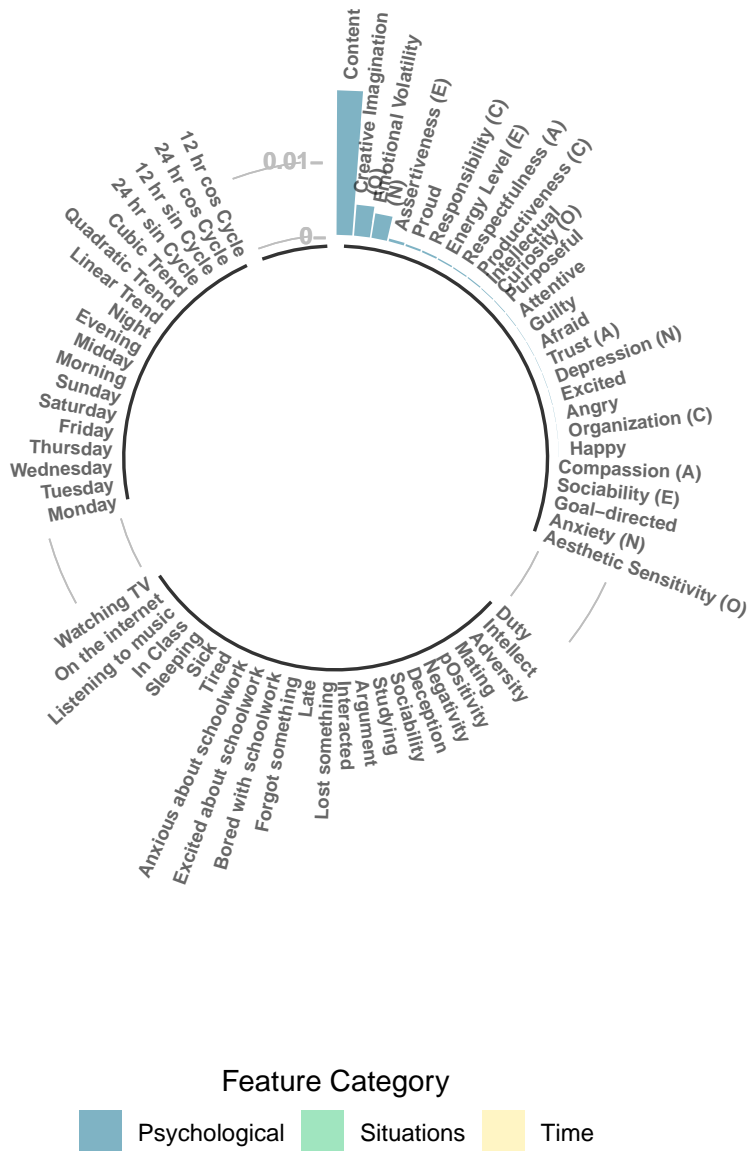 Content
Creative Imagination
(O)
Emotional Volatility
(N)
Assertiveness (E)
Proud
Responsibility (C)
Energy Level (E)
Respectfulness (A)
Productiveness (C)
Intellectual
Curiosity (O)
Purposeful
Attentive
Guilty
Afraid
Trust (A)
Depression (N)
Excited
Angry
Organization (C)
Happy
Compassion (A)
Sociability (E)
Goal–directed
Anxiety (N)
Aesthetic Sensitivity (O)
Duty
Intellect
Adversity
Mating
pOsitivity
Negativity
Deception
Sociability
Studying
Argument
Interacted
Lost something
Late
Forgot something
Bored with schoolwork
Excited about schoolwork
Anxious about schoolwork
Tired
Sick
Sleeping
In Class
Listening to music
On the internet
Watching TV
Monday
Tuesday
Wednesday
Thursday
Friday
Saturday
Sunday
Morning
Midday
Evening
Night
Linear Trend
Quadratic Trend
Cubic Trend
24 hr sin Cycle
12 hr sin Cycle
24 hr cos Cycle
12 hr cos Cycle
0.01
0
Feature Category
Psychological Situations Time